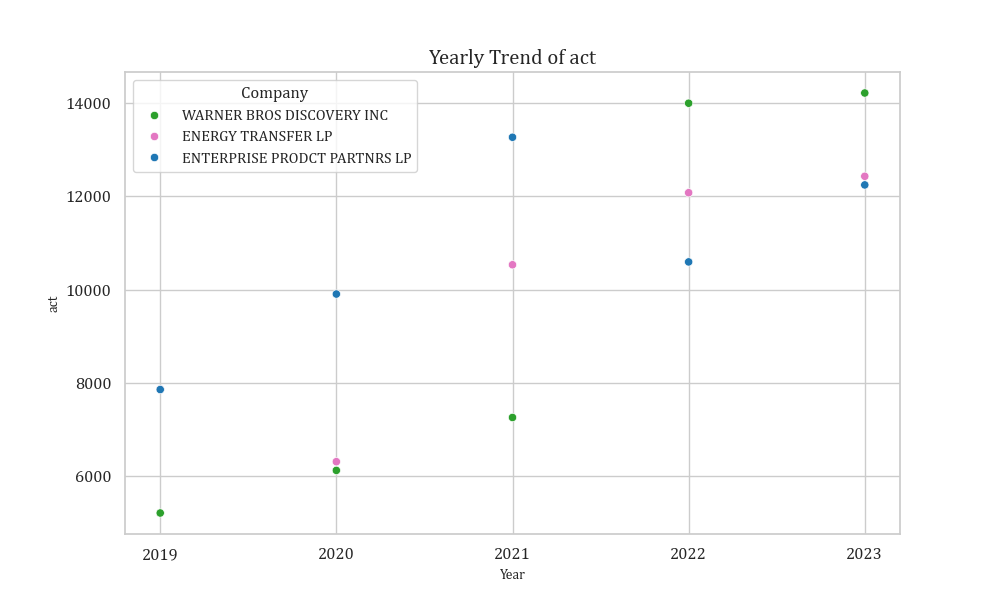 Yearly Trend of act
Company
WARNER BROS DISCOVERY INC
ENERGY TRANSFER LP
ENTERPRISE PRODCT PARTNRS LP
14000
12000
10000
8000
6000
act
2019 2020 2021 2022 2023
Year